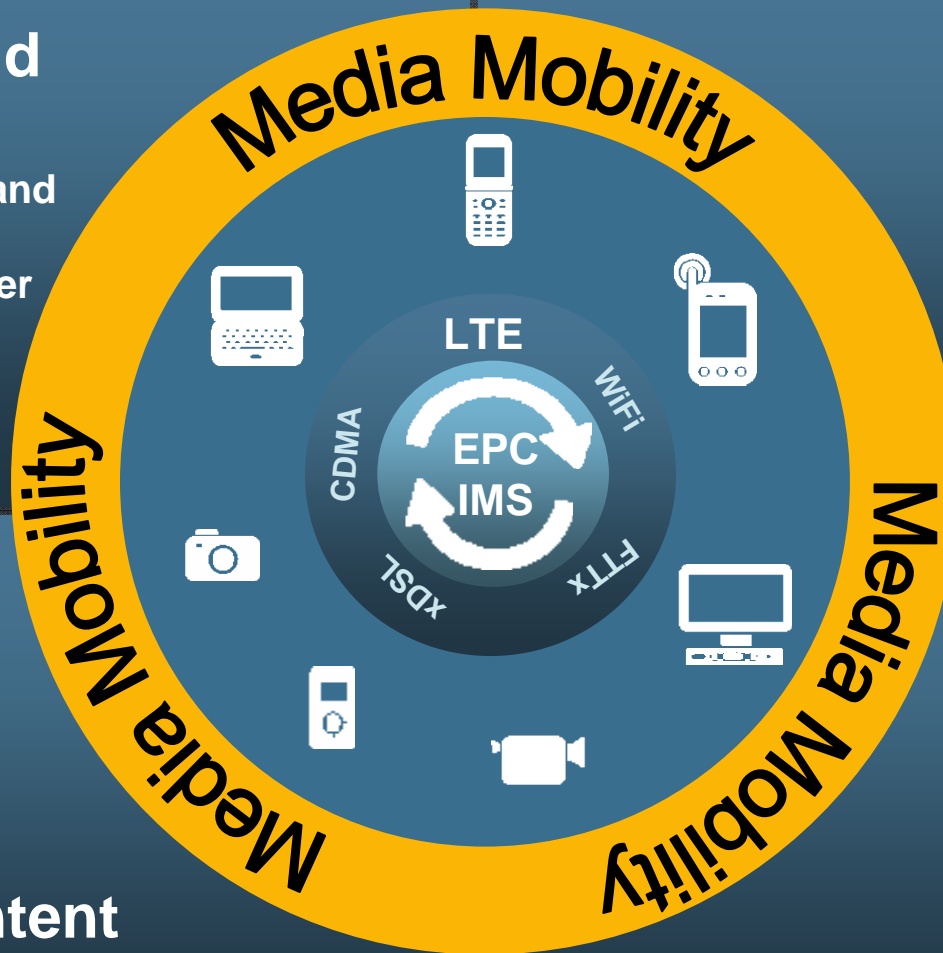 d
and
er
Media Mobility
Media Mobility
Media Mobility
LTE
WiFi
CDMA
EPC
IMS
xDSL
FTTx
ntent